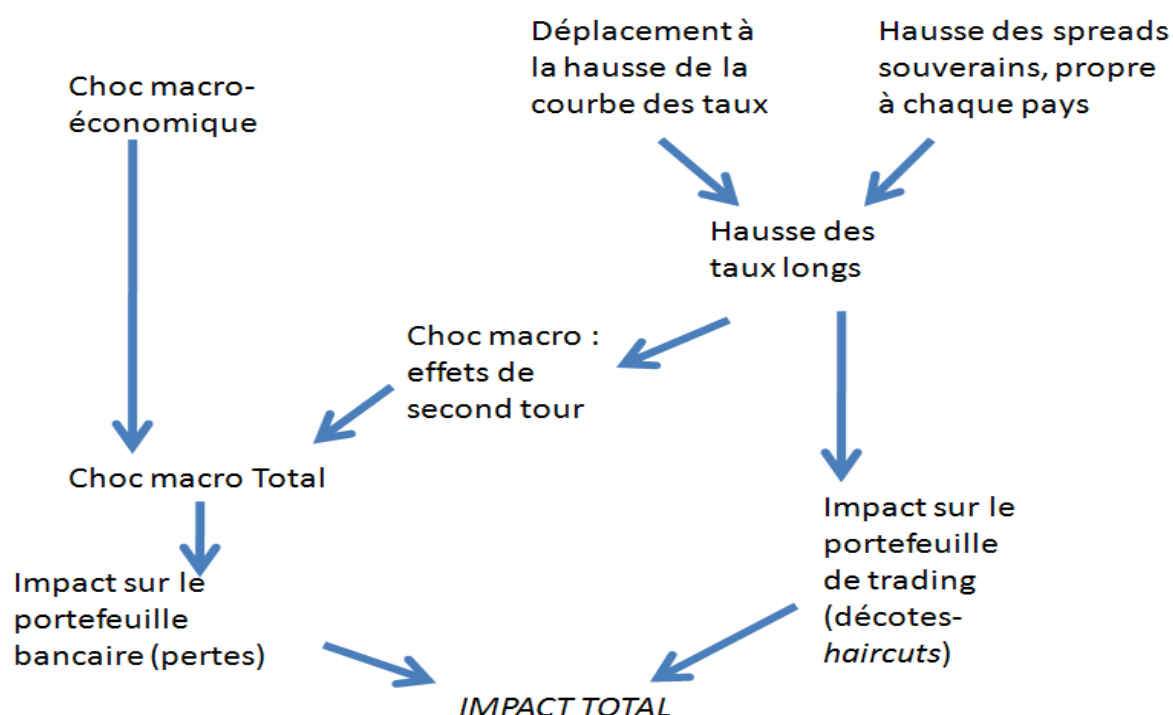 Choc macro-
économique
Déplacement à
la hausse de la
courbe des taux
Hausse des spreads
souverains, propre
à chaque pays
Hausse des
taux longs
Choc macro :
effets de
second tour
Choc macro Total
Impact sur le
portefeuille
bancaire (pertes)
Impact sur le
portefeuille
de trading
(décotes-
haircuts)
IMPACT TOTAL